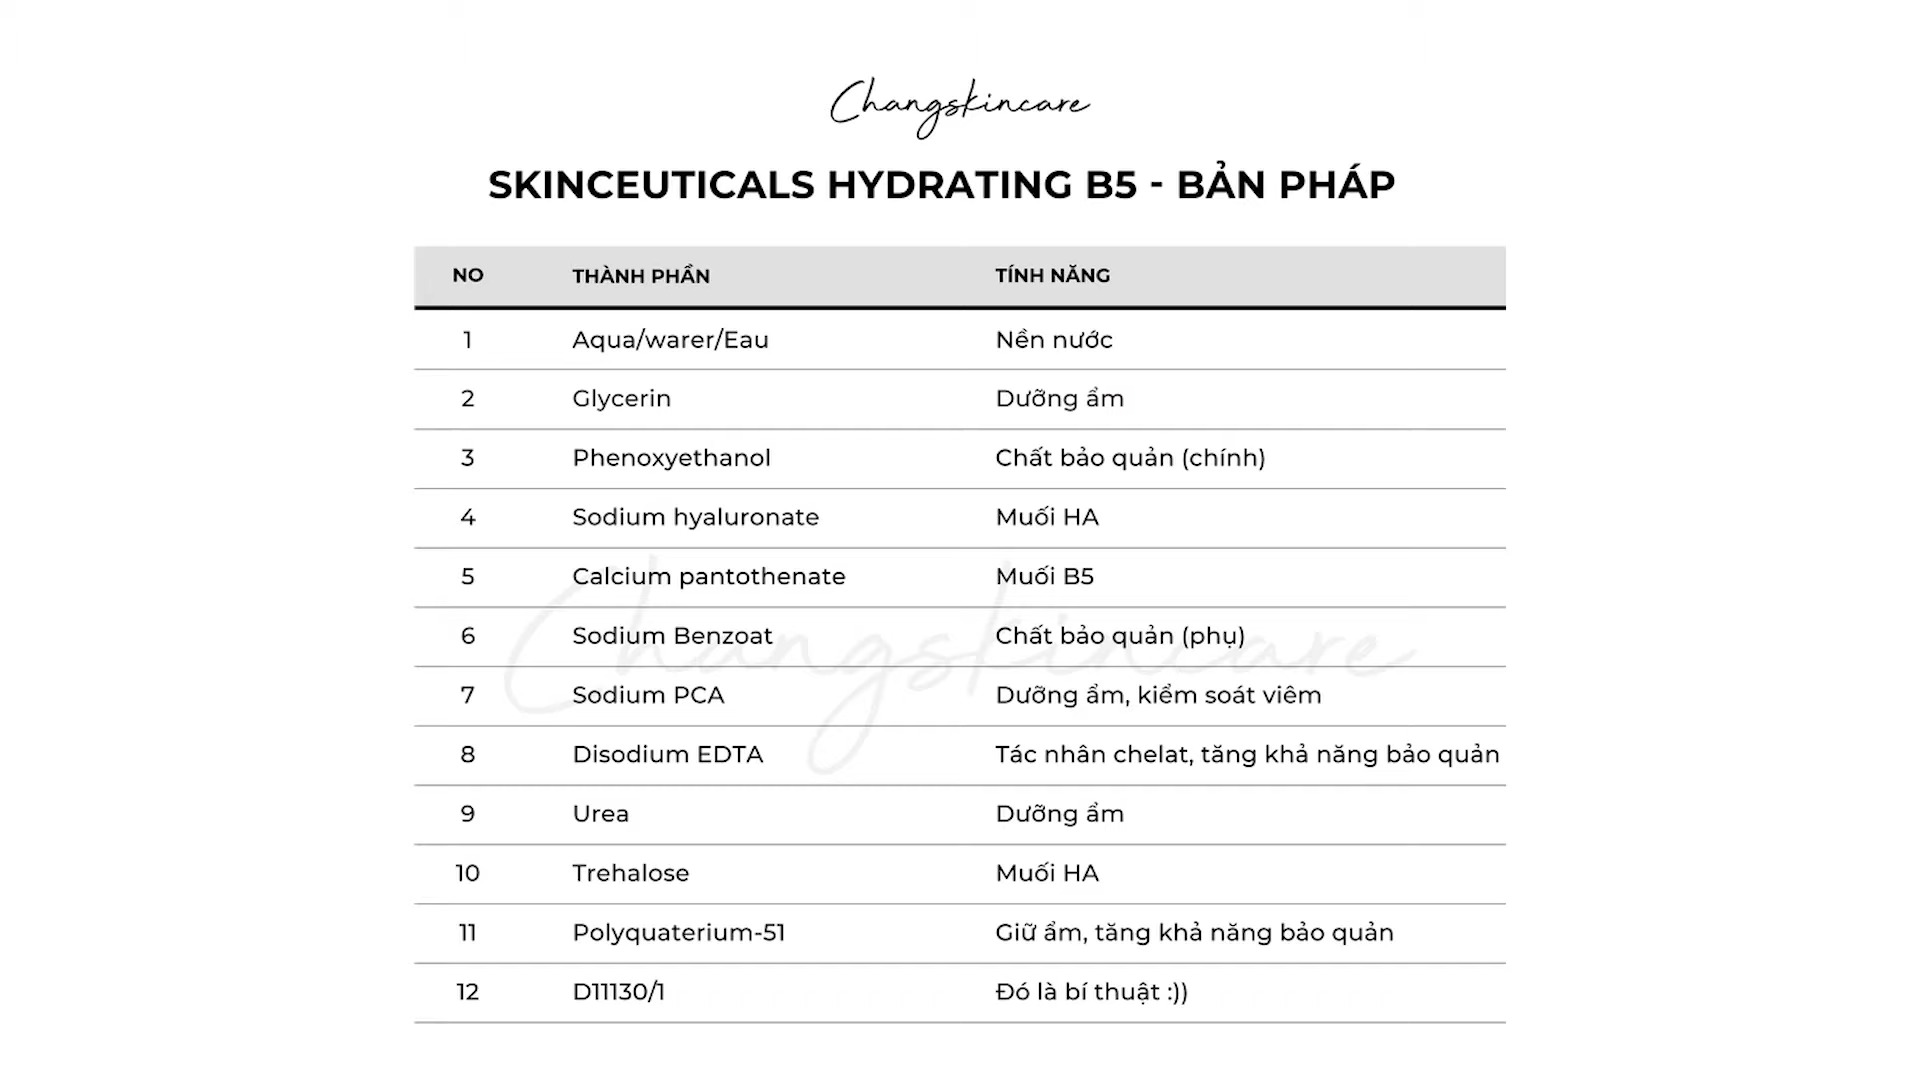 Changskincare
SKINCEUTICALS HYDRATING B5 - BẢN PHÁP
NO THÀNH PHẦN TÍNH NĂNG
1 Aqua/warer/Eau Nền nước
2 Glycerin Dưỡng ẩm
3 Phenoxyethanol Chất bảo quản (chính)
4 Sodium hyaluronate Muối HA
5 Calcium pantothenate Muối B5
6 Sodium Benzoat Chất bảo quản (phụ)
7 Sodium PCA Dưỡng ẩm, kiểm soát viêm
8 Disodium EDTA Tác nhân chelat, tăng khả năng bảo quản
9 Urea Dưỡng ẩm
10 Trehalose Muối HA
11 Polyquaterium-51 Giữ ẩm, tăng khả năng bảo quản
12 D11130/1 Đó là bí thuật :))
Changskincare